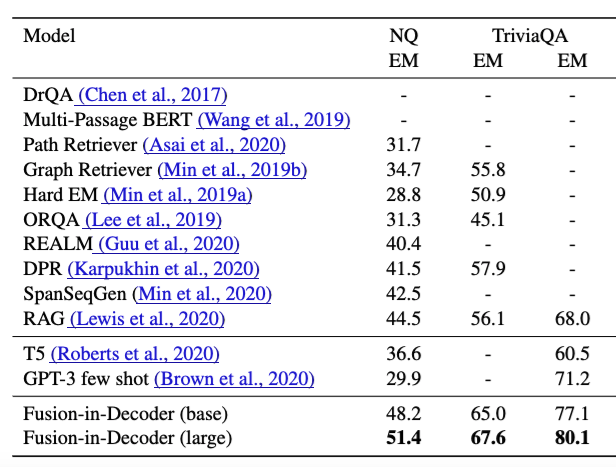 Model NQ TriviaQA
EM EM EM
DrQA (Chen et al., 2017) - - -
Multi-Passage BERT (Wang et al., 2019) - - -
Path Retriever (Asai et al., 2020) 31.7 - -
Graph Retriever (Min et al., 2019b) 34.7 55.8 -
Hard EM (Min et al., 2019a) 28.8 50.9 -
ORQA (Lee et al., 2019) 31.3 45.1 -
REALM (Guu et al., 2020) 40.4 - -
DPR (Karpukhin et al., 2020) 41.5 57.9 -
SpanSeqGen (Min et al., 2020) 42.5 - -
RAG (Lewis et al., 2020) 44.5 56.1 68.0
T5 (Roberts et al., 2020) 36.6 - 60.5
GPT-3 few shot (Brown et al., 2020) 29.9 - 71.2
Fusion-in-Decoder (base) 48.2 65.0 77.1
Fusion-in-Decoder (large) 51.4 67.6 80.1